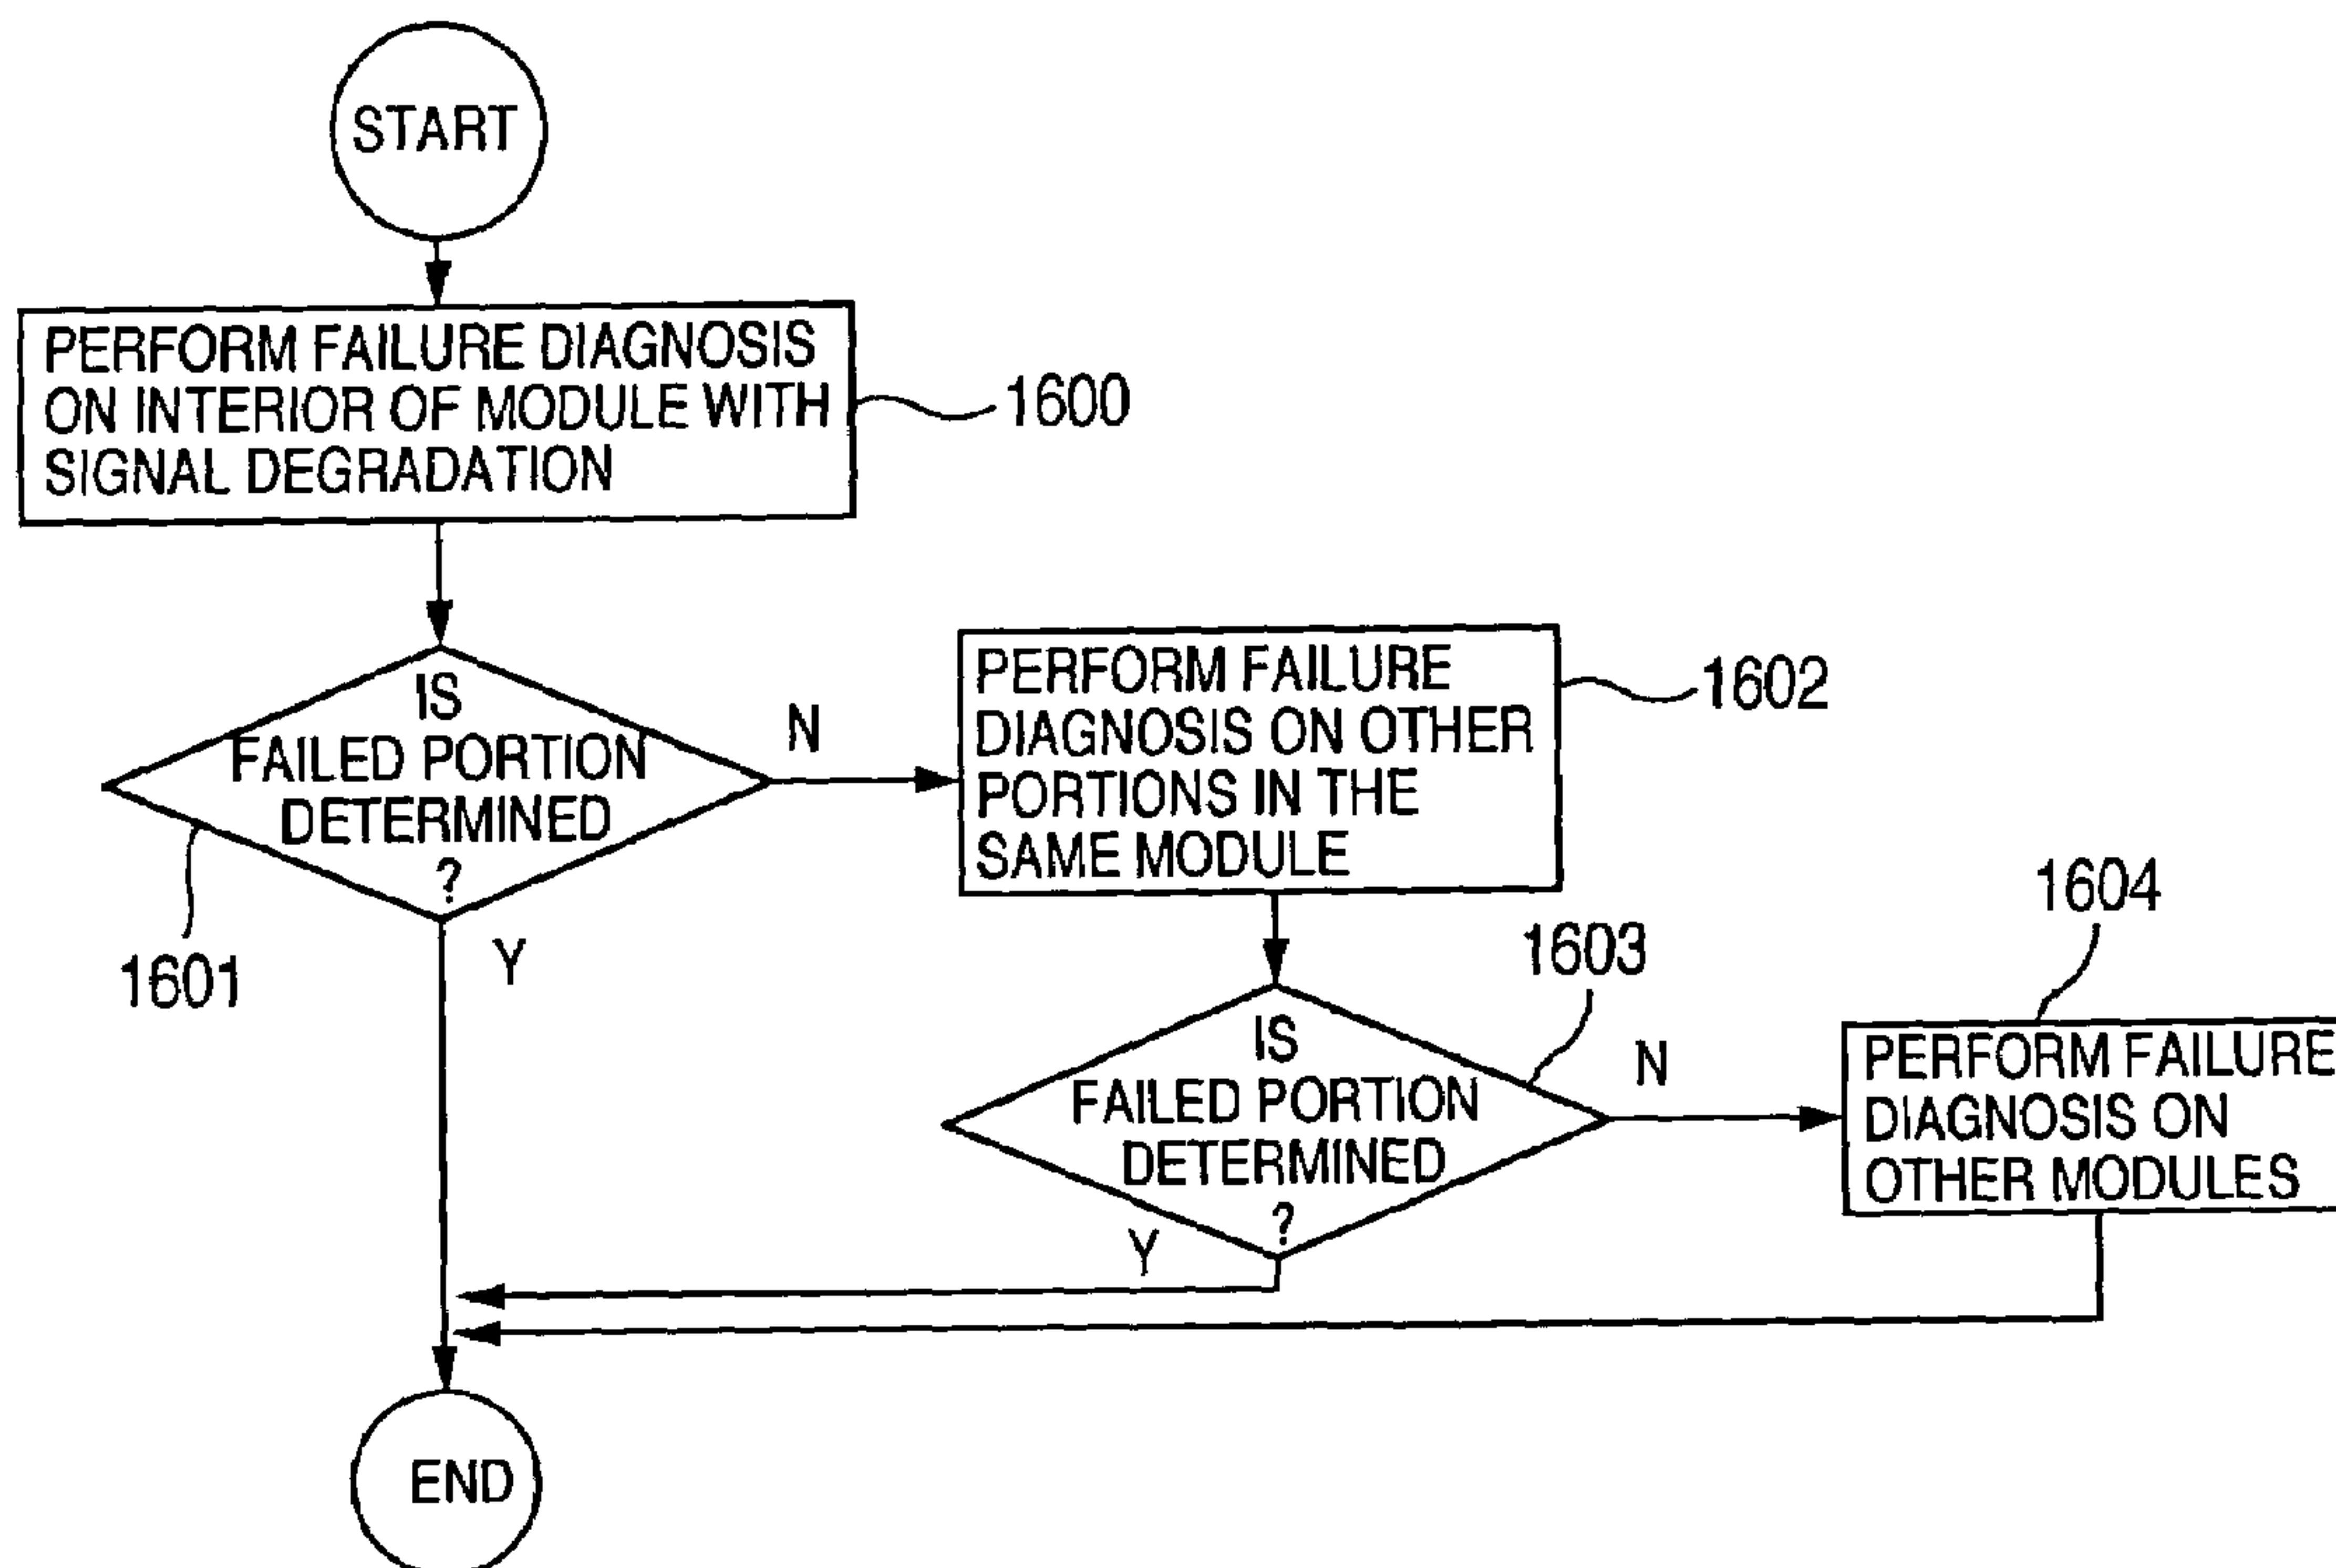 START
PERFORM FAILURE DIAGNOSIS
ON INTERIOR OF MODULE WITH
SIGNAL DEGRADATION
1600
IS
FAILED PORTION
DETERMINED
?
N
Y
1601
PERFORM FAILURE
DIAGNOSIS ON OTHER
PORTIONS IN THE
SAME MODULE
1602
IS
FAILED PORTION
DETERMINED
?
1603
N
Y
1604
PERFORM FAILURE
DIAGNOSIS ON
OTHER MODULES
END